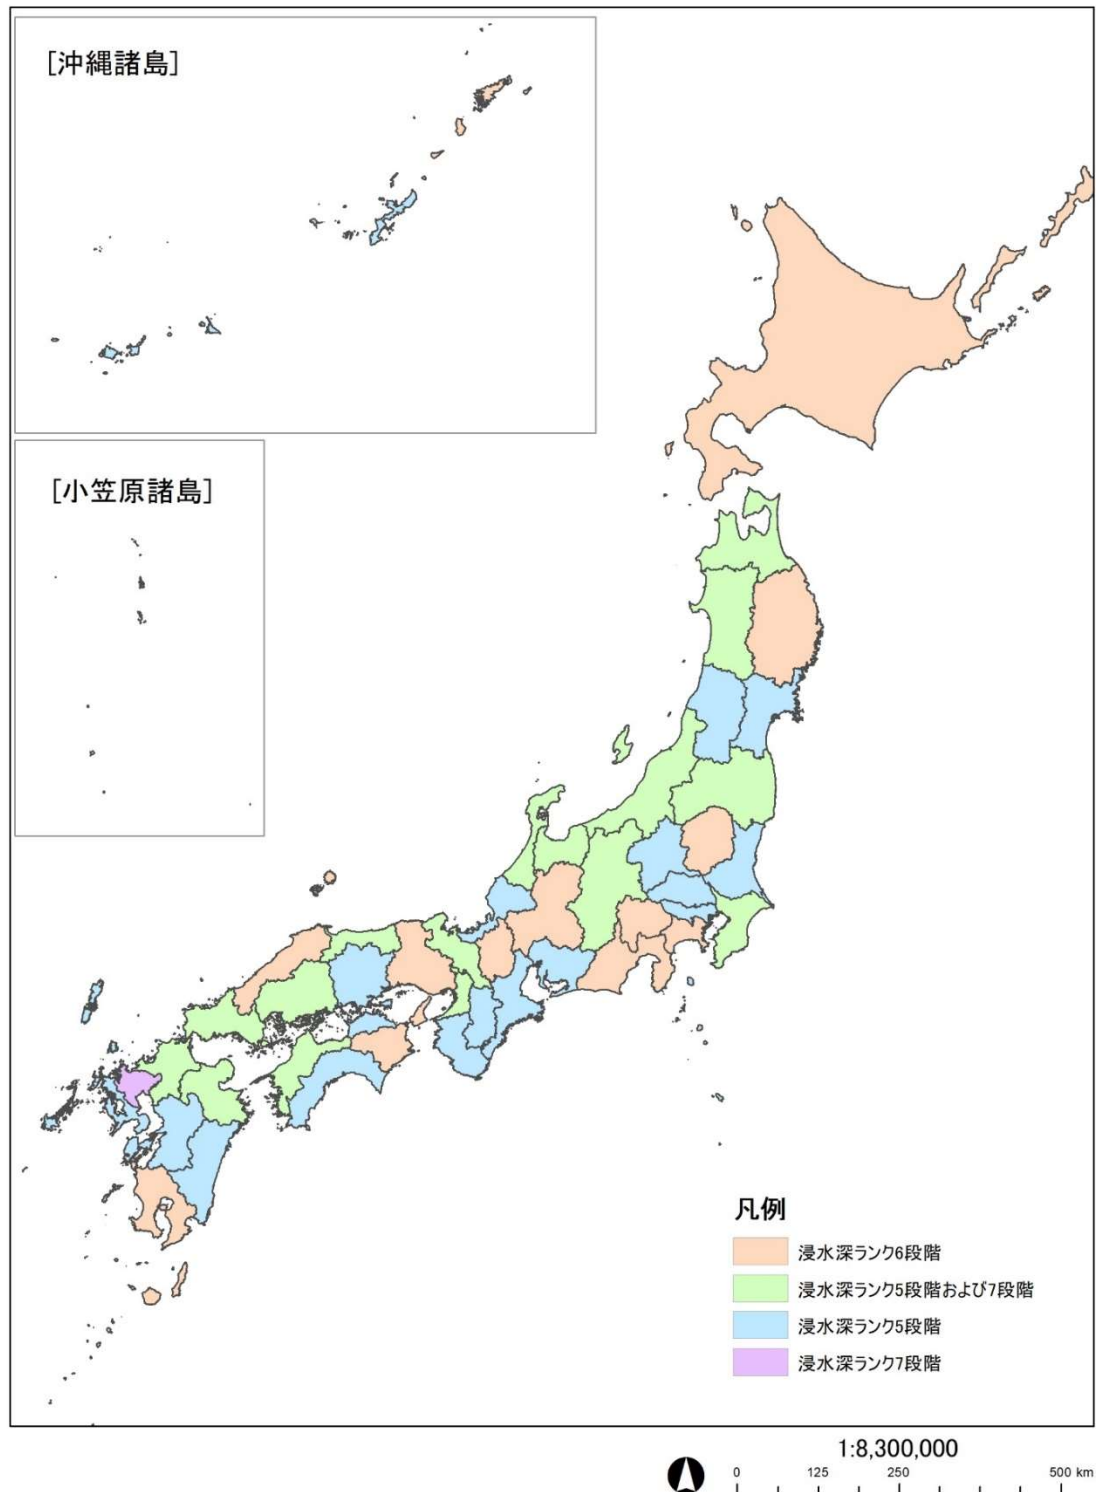 [沖縄諸島]
[小笠原諸島]
凡例
浸水深ランク6段階
浸水深ランク5段階および7段階
浸水深ランク5段階
浸水深ランク7段階
1:8,300,000
0 125 250 500 km